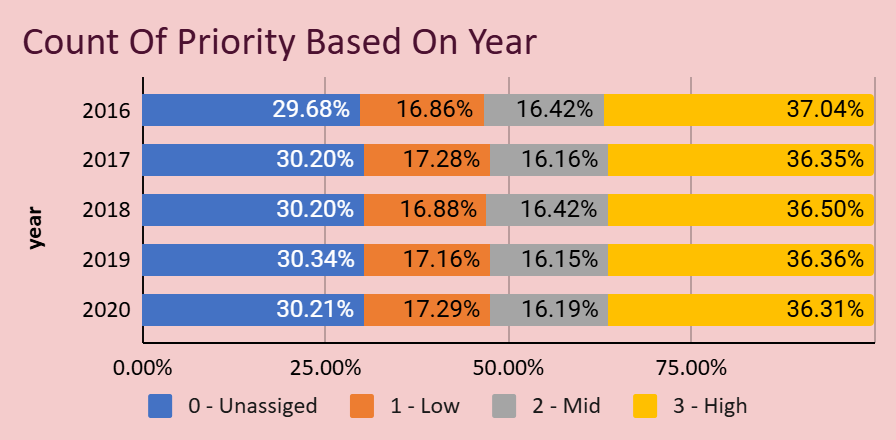 Count Of Priority Based On Year
2016 29.68% 16.86% 16.42% 37.04%
2017 30.20% 17.28% 16.16% 36.35%
2018 30.20% 16.88% 16.42% 36.50%
year
2019 30.34% 17.16% 16.15% 36.36%
2020 30.21% 17.29% 16.19% 36.31%
0.00% 25.00% 50.00% 75.00%
0 - Unassiged 1 - Low 2 - Mid 3 - High